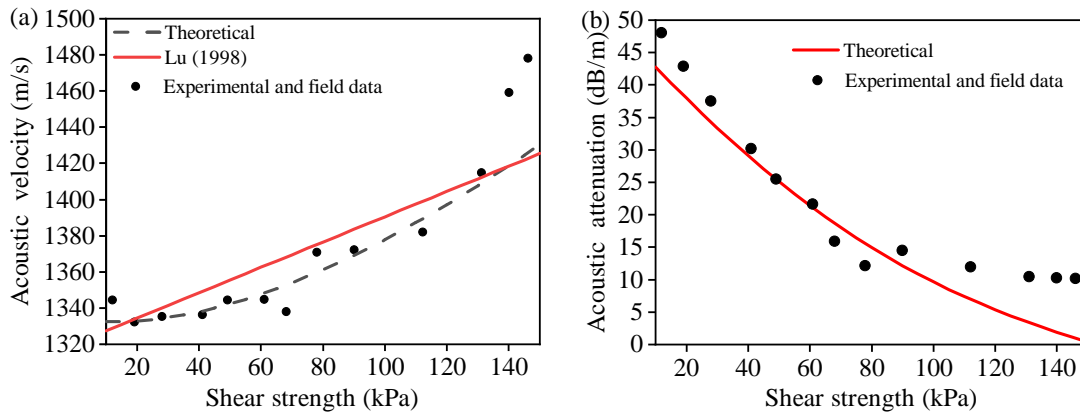 (a)
1500
1480
1460
1440
1420
1400
1380
1360
1340
1320
Acoustic velocity (m/s)
Theoretical
Lu (1998)
Experimental and field data
20 40 60 80 100 120 140
Shear strength (kPa)
(b)
50
45
40
35
30
25
20
15
10
5
0
Acoustic attenuation (dB/m)
Theoretical
Experimental and field data
20 40 60 80 100 120 140
Shear strength (kPa)